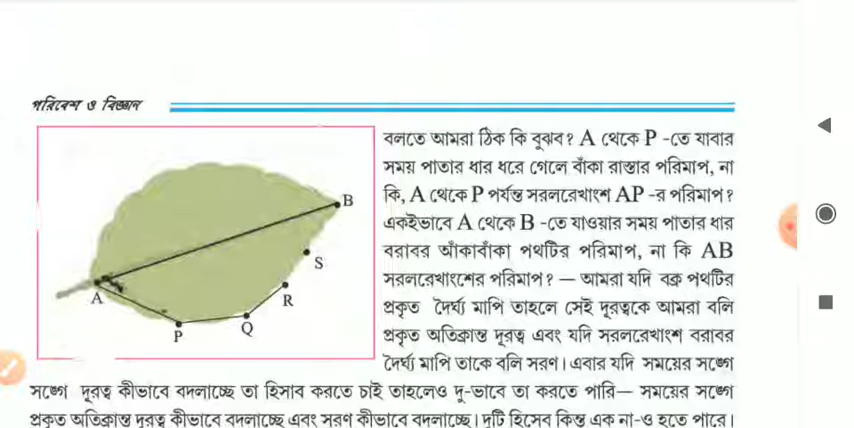 পরিবেশ ও বিজ্ঞান
বলতে আমরা ঠিক কি বুঝব? A থেকে P -তে যাবার
সময় পাতার ধার ধরে গেলে বাঁকা রাস্তার পরিমাপ, না
কি, A থেকে P পর্যন্ত সরলরেখাংশ AP -র পরিমাপ?
একইভাবে A থেকে B -তে যাওয়ার সময় পাতার ধার
বরাবর আঁকাবাঁকা পথটির পরিমাপ, না কি AB
সরলরেখাংশের পরিমাপ? — আমরা যদি বক্র পথটির
প্রকৃত দৈর্ঘ্য মাপি তাহলে সেই দূরত্বকে আমরা বলি
প্রকৃত অতিক্রান্ত দূরত্ব এবং যদি সরলরেখাংশ বরাবর
দৈর্ঘ্য মাপি তাকে বলি সরণ। এবার যদি সময়ের সঙ্গে
সঙ্গে দূরত্ব কীভাবে বদলাচ্ছে তা হিসাব করতে চাই তাহলেও দু-ভাবে তা করতে পারি— সময়ের সঙ্গে
প্রকৃত অতিক্রান্ত দূরত্ব কীভাবে বদলাচ্ছে এবং সরণ কীভাবে বদলাচ্ছে। দুটি হিসেব কিন্তু এক না-ও হতে পারে।
B
S
R
A
Q
P